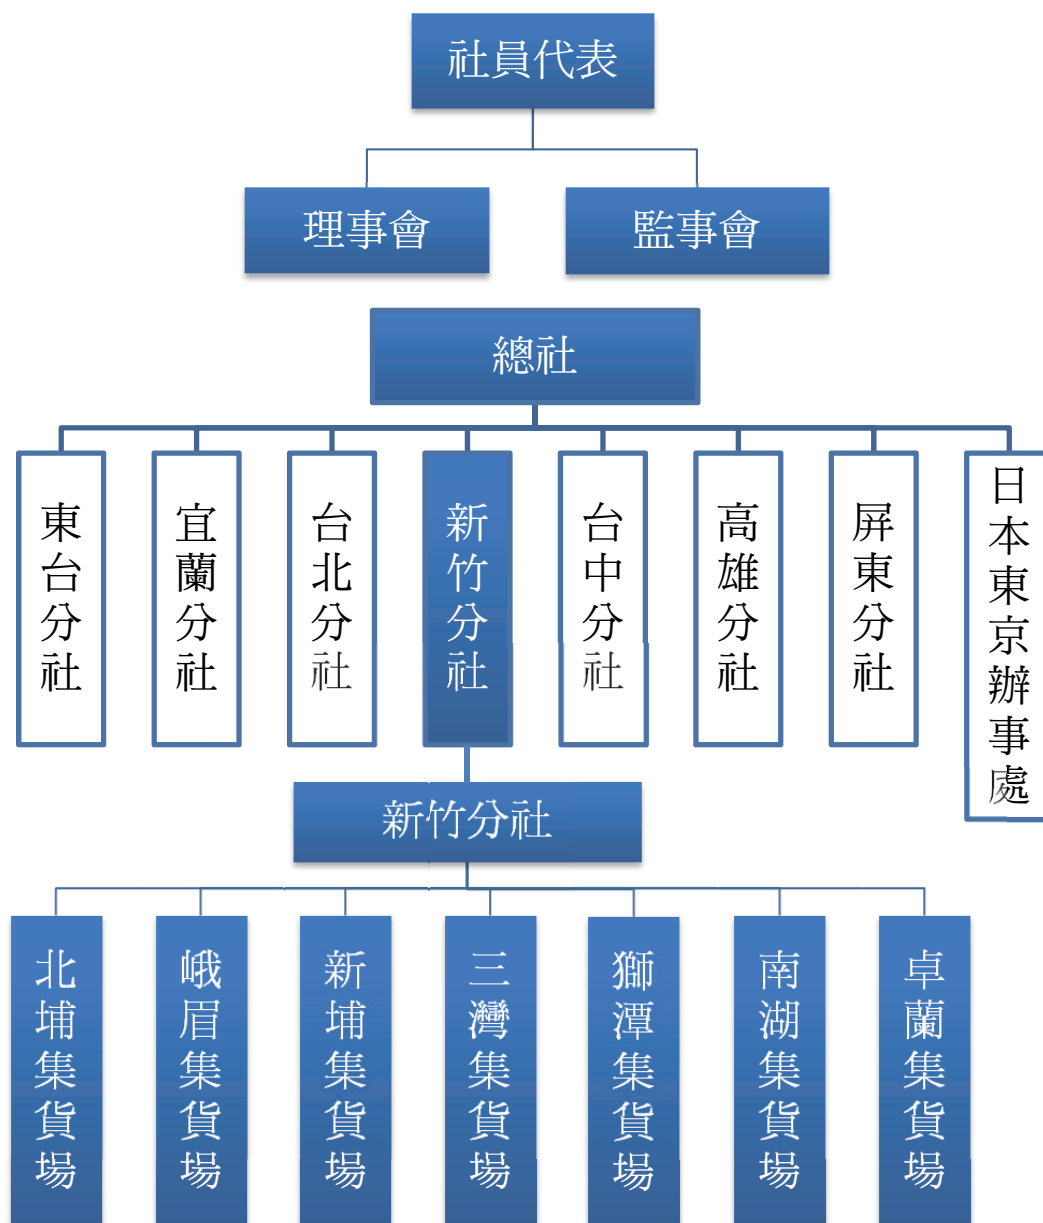 社員代表
理事會
監事會
總社
東台分社
宜蘭分社
台北分社
新竹分社
台中分社
高雄分社
屏東分社
日本東京辦事處
新竹分社
北埔集貨場
峨眉集貨場
新埔集貨場
三灣集貨場
獅潭集貨場
南湖集貨場
卓蘭集貨場